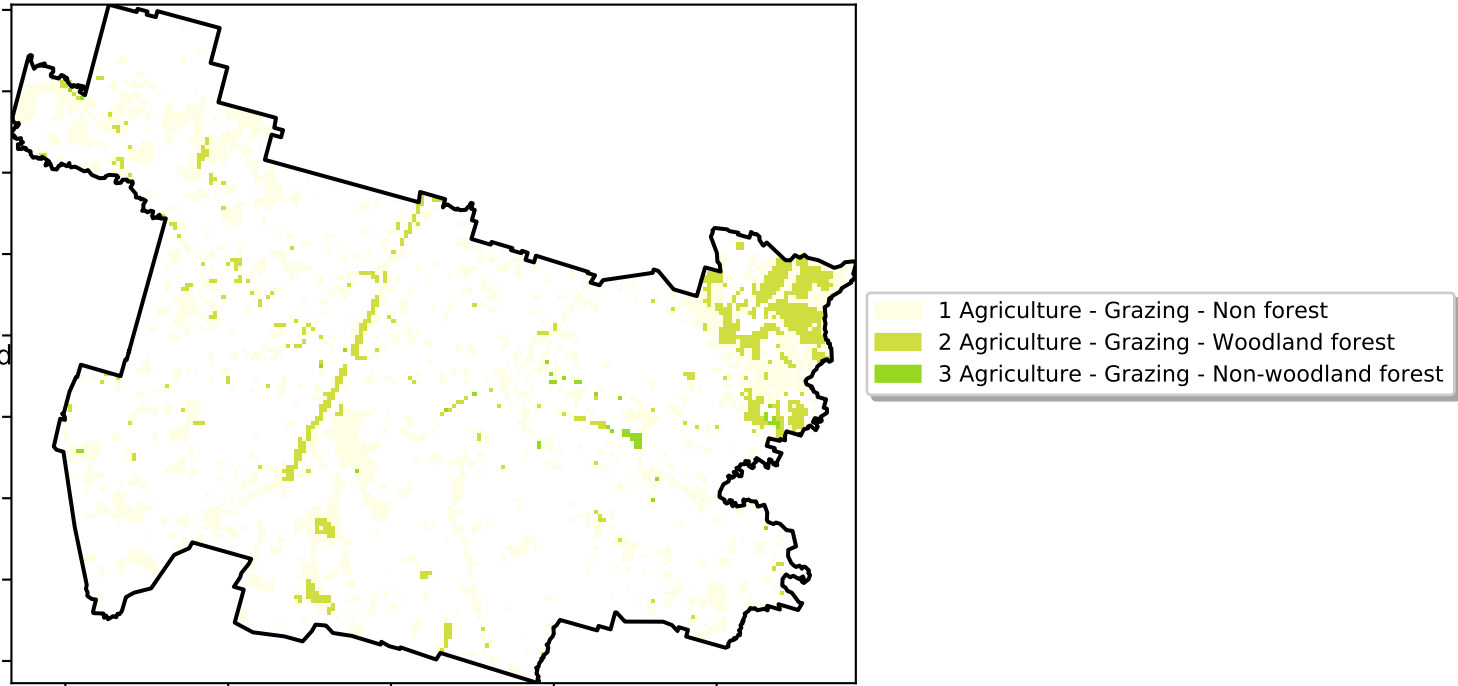 d
1 Agriculture - Grazing - Non forest
2 Agriculture - Grazing - Woodland forest
3 Agriculture - Grazing - Non-woodland forest